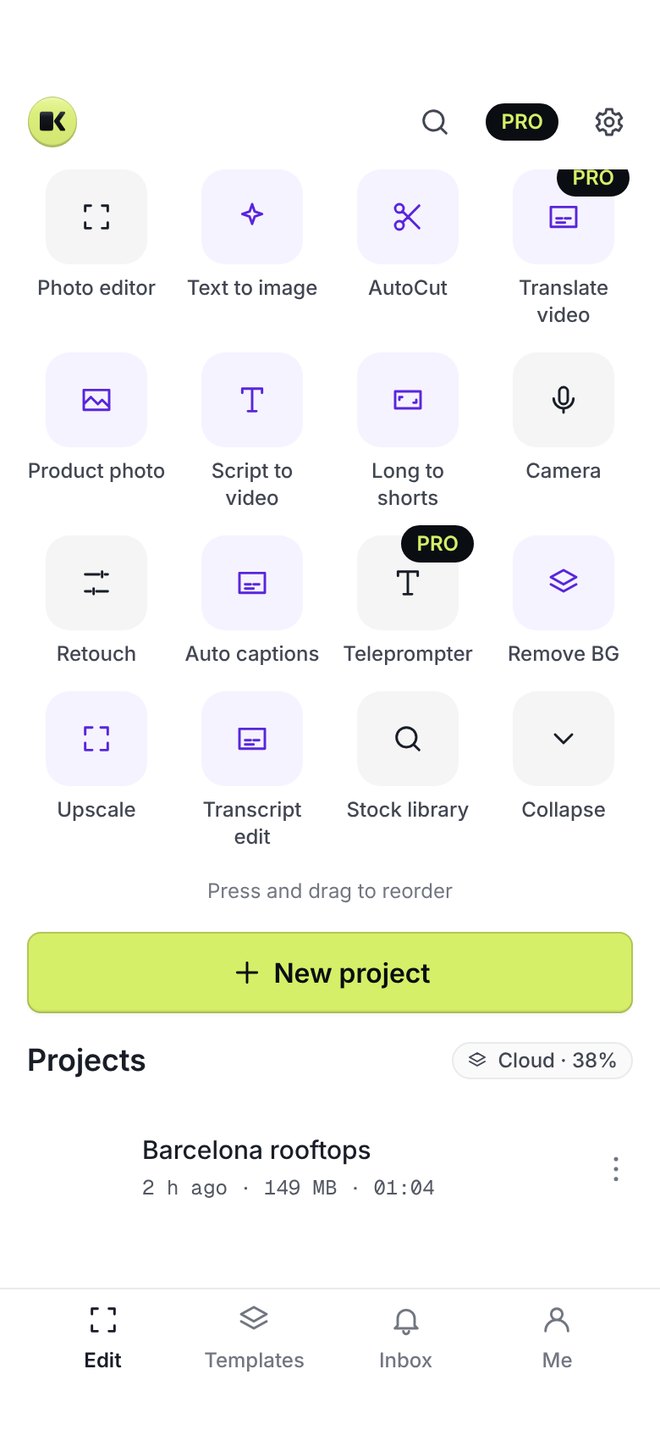 PRO
PRO
Photo editor
Text to image
AutoCut
Translate
video
Product photo
Script to
video
Long to
shorts
Camera
PRO
Retouch
Auto captions
Teleprompter
Remove BG
Upscale
Transcript
edit
Stock library
Collapse
Press and drag to reorder
New project
Projects
Cloud · 38%
Barcelona rooftops
2 h ago · 149 MB · 01:04
Edit
Templates
Inbox
Me